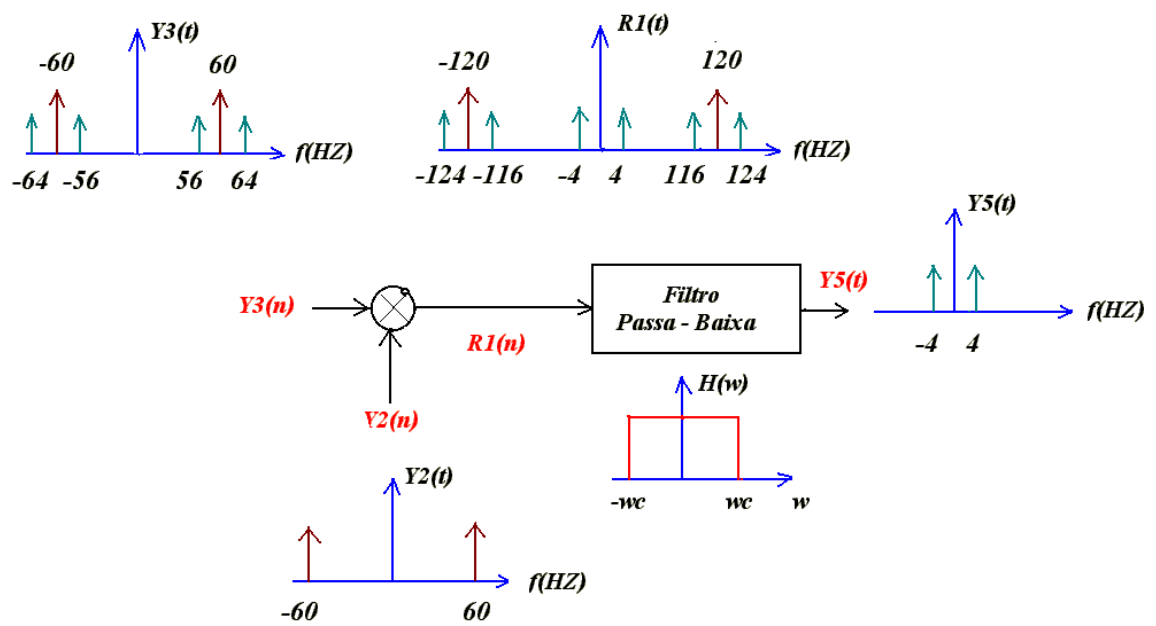 Y3(t)
-60
60
f(HZ)
-64
-56
56
64
R1(t)
-120
120
f(HZ)
-124
-116
-4
4
116
124
Y3(n)
R1(n)
Y2(n)
Filtro
Passa - Baixa
Y5(t)
Y5(t)
f(HZ)
-4
4
H(w)
-wc
wc
w
Y2(t)
f(HZ)
-60
60